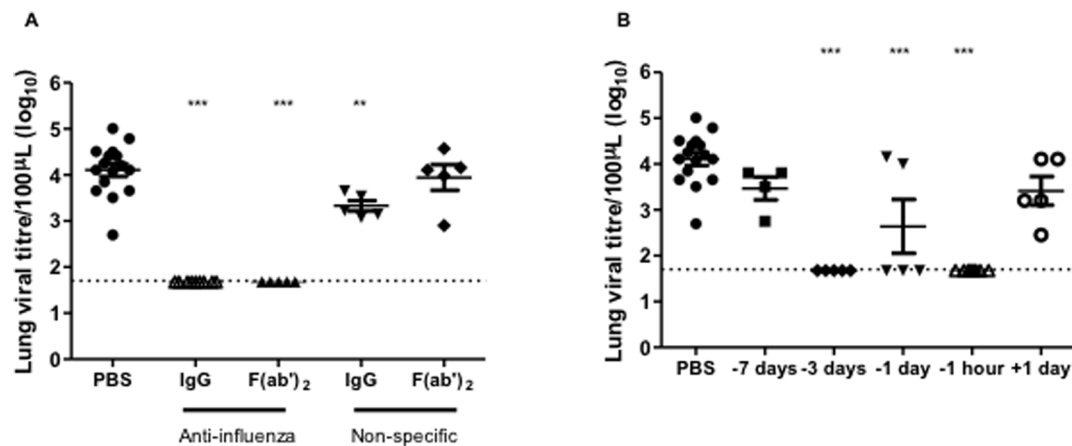 A
Lung viral titre/100µL (log10)
6
5
4
3
2
1
0
***
***
**
PBS
IgG
F(ab')2
IgG
F(ab')2
Anti-influenza
Non-specific
B
Lung viral titre/100µL (log10)
6
5
4
3
2
1
0
***
***
***
PBS
-7 days
-3 days
-1 day
-1 hour
+1 day